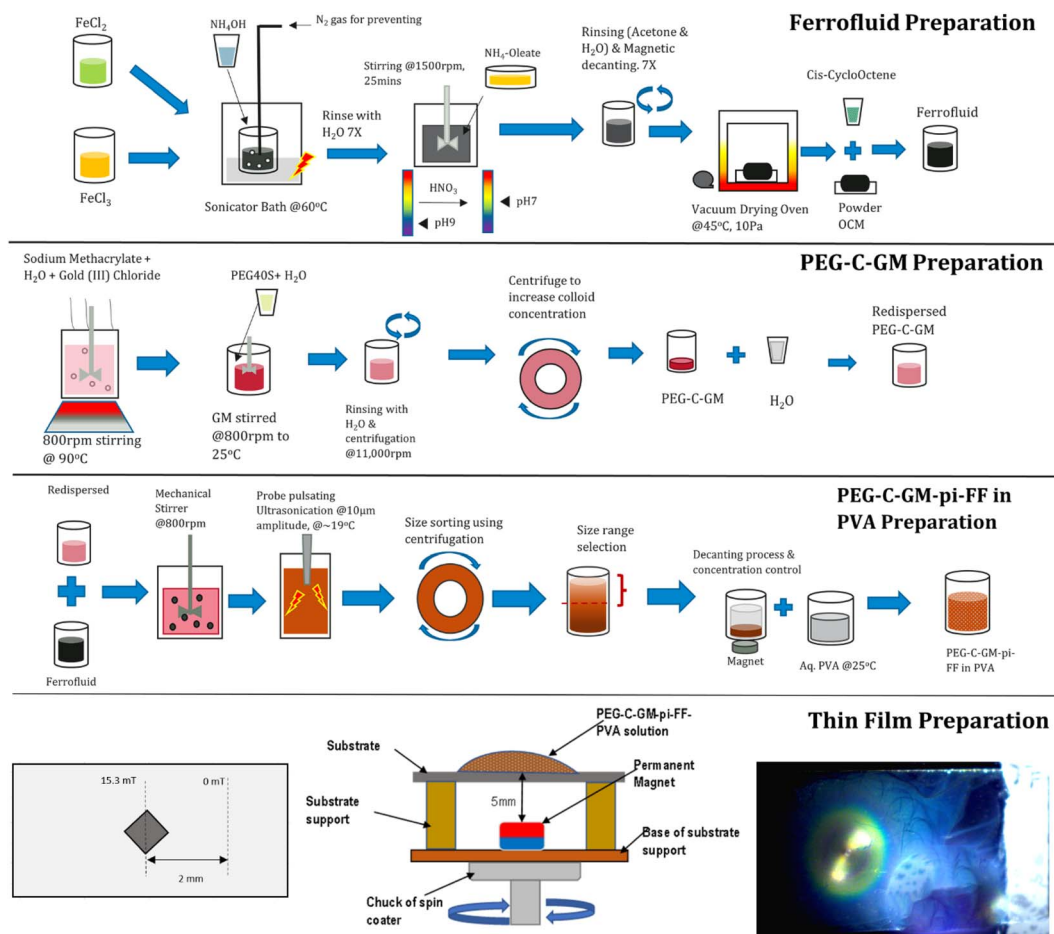 Ferrofluid Preparation
FeCl2
FeCl3
NH4OH
N2 gas for preventing
Sonicator Bath @60°C
Rinse with
H2O 7X
Stirring @1500rpm,
25mins
NH4-Oleate
HNO3
pH9
pH7
Rinsing (Acetone &
H2O) & Magnetic
decanting. 7X
Vacuum Drying Oven
@45°C, 10Pa
Cis-CycloOctene
Powder
OCM
Ferrofluid
PEG-C-GM Preparation
Sodium Methacrylate +
H2O + Gold (III) Chloride
800rpm stirring
@ 90°C
PEG40S+ H2O
GM stirred
@800rpm to
25°C
Rinsing with
H2O &
centrifugation
@11,000rpm
Centrifuge to
increase colloid
concentration
PEG-C-GM
H2O
Redispersed
PEG-C-GM
PEG-C-GM-pi-FF in
PVA Preparation
Redispersed
Ferrofluid
Mechanical
Stirrer
@800rpm
Probe pulsating
Ultrasonication @10μm
amplitude, @~19°C
Size sorting using
centrifugation
Size range
selection
Decanting process &
concentration control
Magnet
Aq. PVA @25°C
PEG-C-GM-pi-
FF in PVA
Thin Film Preparation
15.3 mT
0 mT
2 mm
PEG-C-GM-pi-FF-
PVA solution
Substrate
Permanent
Magnet
5mm
Substrate
support
Base of substrate
support
Chuck of spin
coater